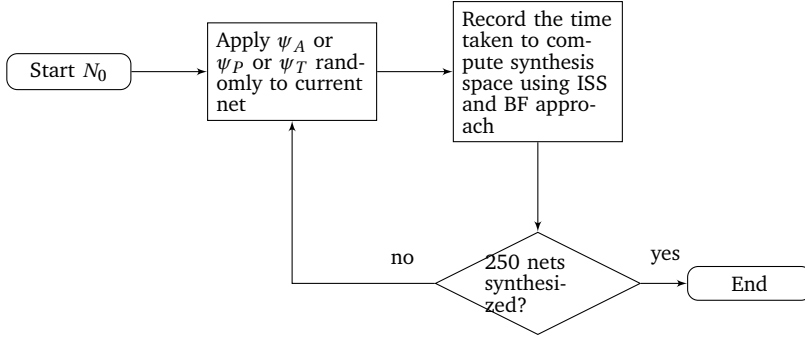 Start N₀
Apply ψ_A or
ψ_P or ψ_T rand-
omly to current
net
Record the time
taken to com-
pute synthesis
space using ISS
and BF appro-
ach
no
250 nets
synthesi-
zed?
yes
End